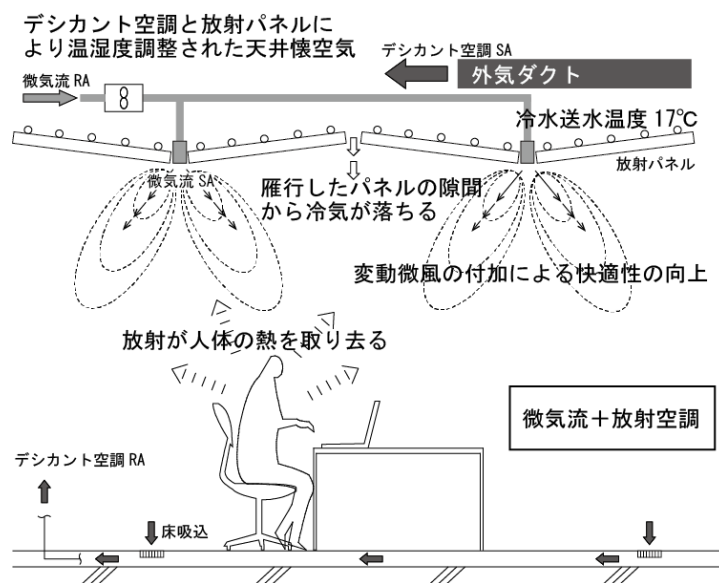 デシカント空調と放射パネルに
より温湿度調整された天井懐空気
デシカント空調 SA
外気ダクト
微気流 RA
冷水送水温度 17℃
放射パネル
微気流 SA
雁行したパネルの隙間
から冷気が落ちる
変動微風の付加による快適性の向上
放射が人体の熱を取り去る
微気流＋放射空調
デシカント空調 RA
床吸込